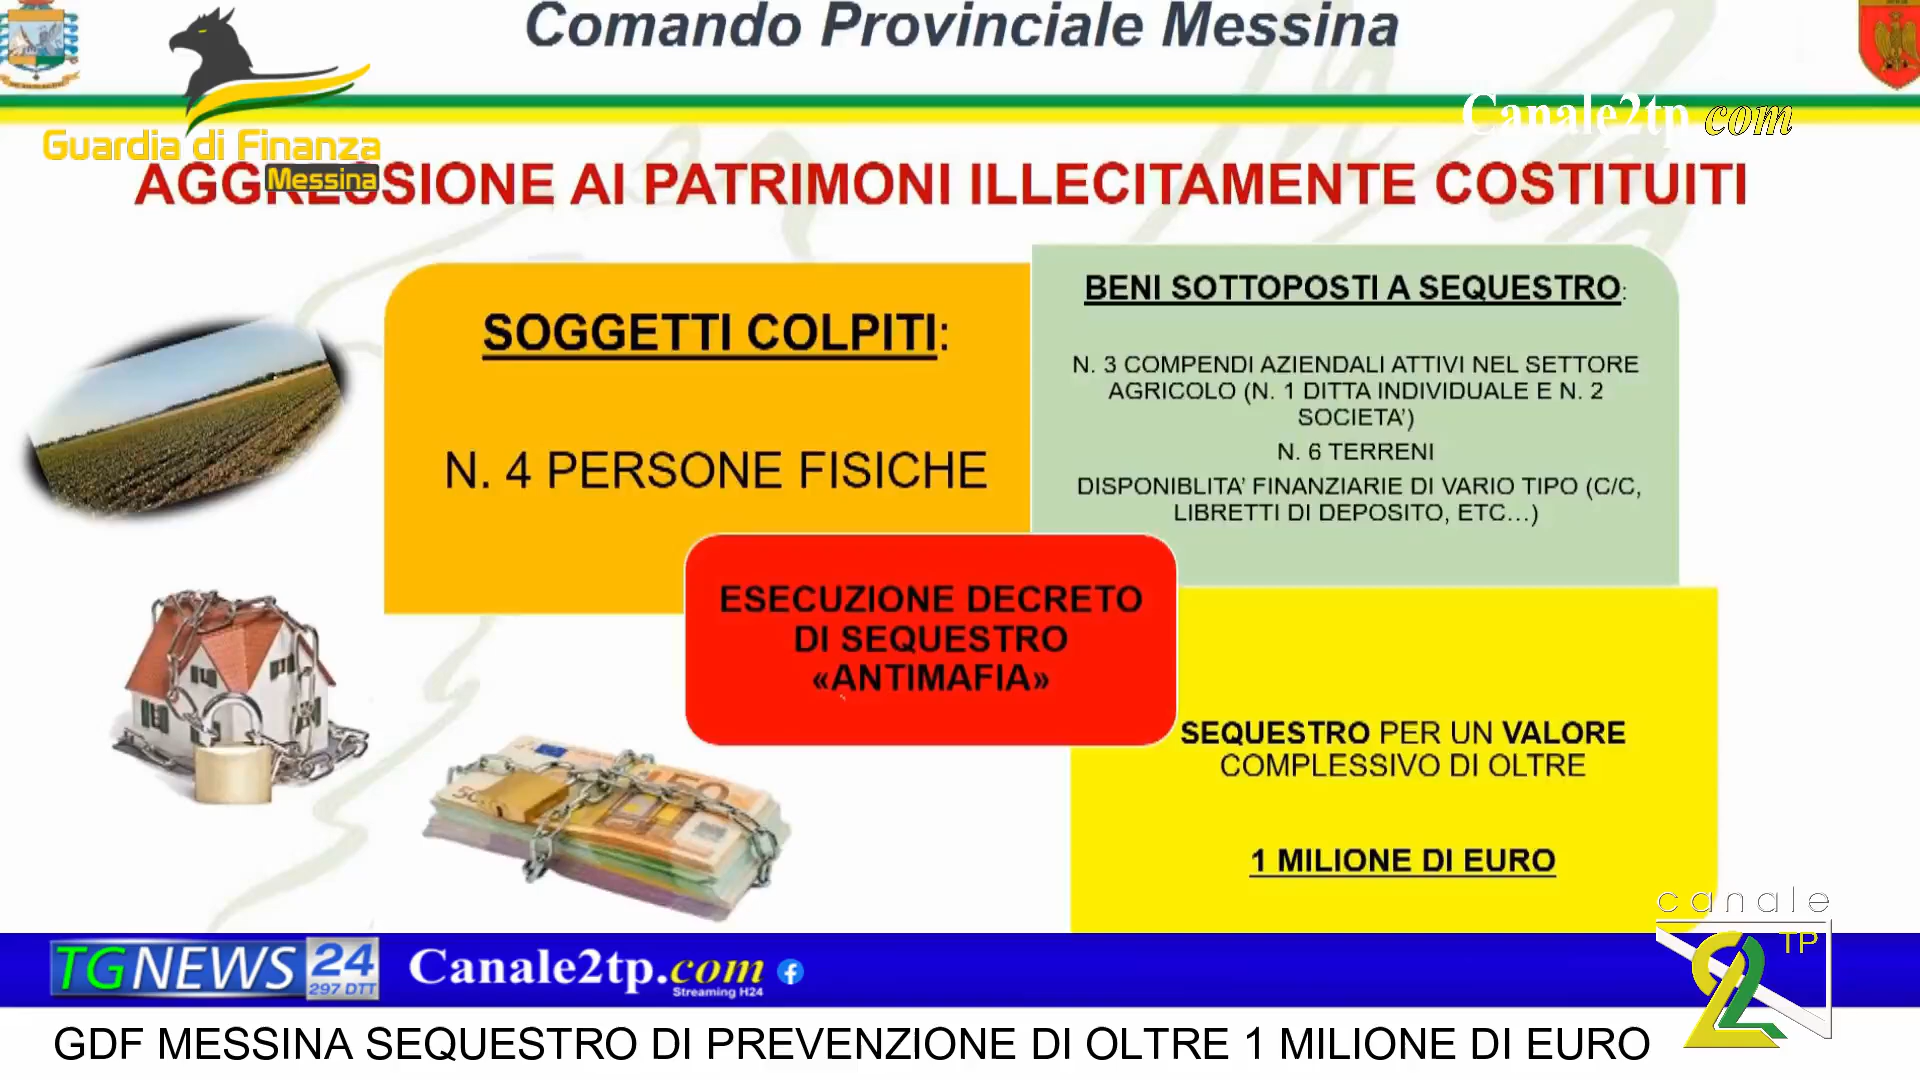 Comando Provinciale Messina
Canale2tp.com
Guardia di Finanza
Messina
AGGRESSIONE AI PATRIMONI ILLECITAMENTE COSTITUITI
SOGGETTI COLPITI:
N. 4 PERSONE FISICHE
BENI SOTTOPOSTI A SEQUESTRO:
N. 3 COMPENDI AZIENDALI ATTIVI NEL SETTORE
AGRICOLO (N. 1 DITTA INDIVIDUALE E N. 2
SOCIETA’)
N. 6 TERRENI
DISPONIBLITA’ FINANZIARIE DI VARIO TIPO (C/C,
LIBRETTI DI DEPOSITO, ETC…)
ESECUZIONE DECRETO
DI SEQUESTRO
«ANTIMAFIA»
SEQUESTRO PER UN VALORE
COMPLESSIVO DI OLTRE
1 MILIONE DI EURO
50
50
canale
TP
2
TGNEWS 24
297 DTT
Canale2tp.com
Streaming H24
GDF MESSINA SEQUESTRO DI PREVENZIONE DI OLTRE 1 MILIONE DI EURO